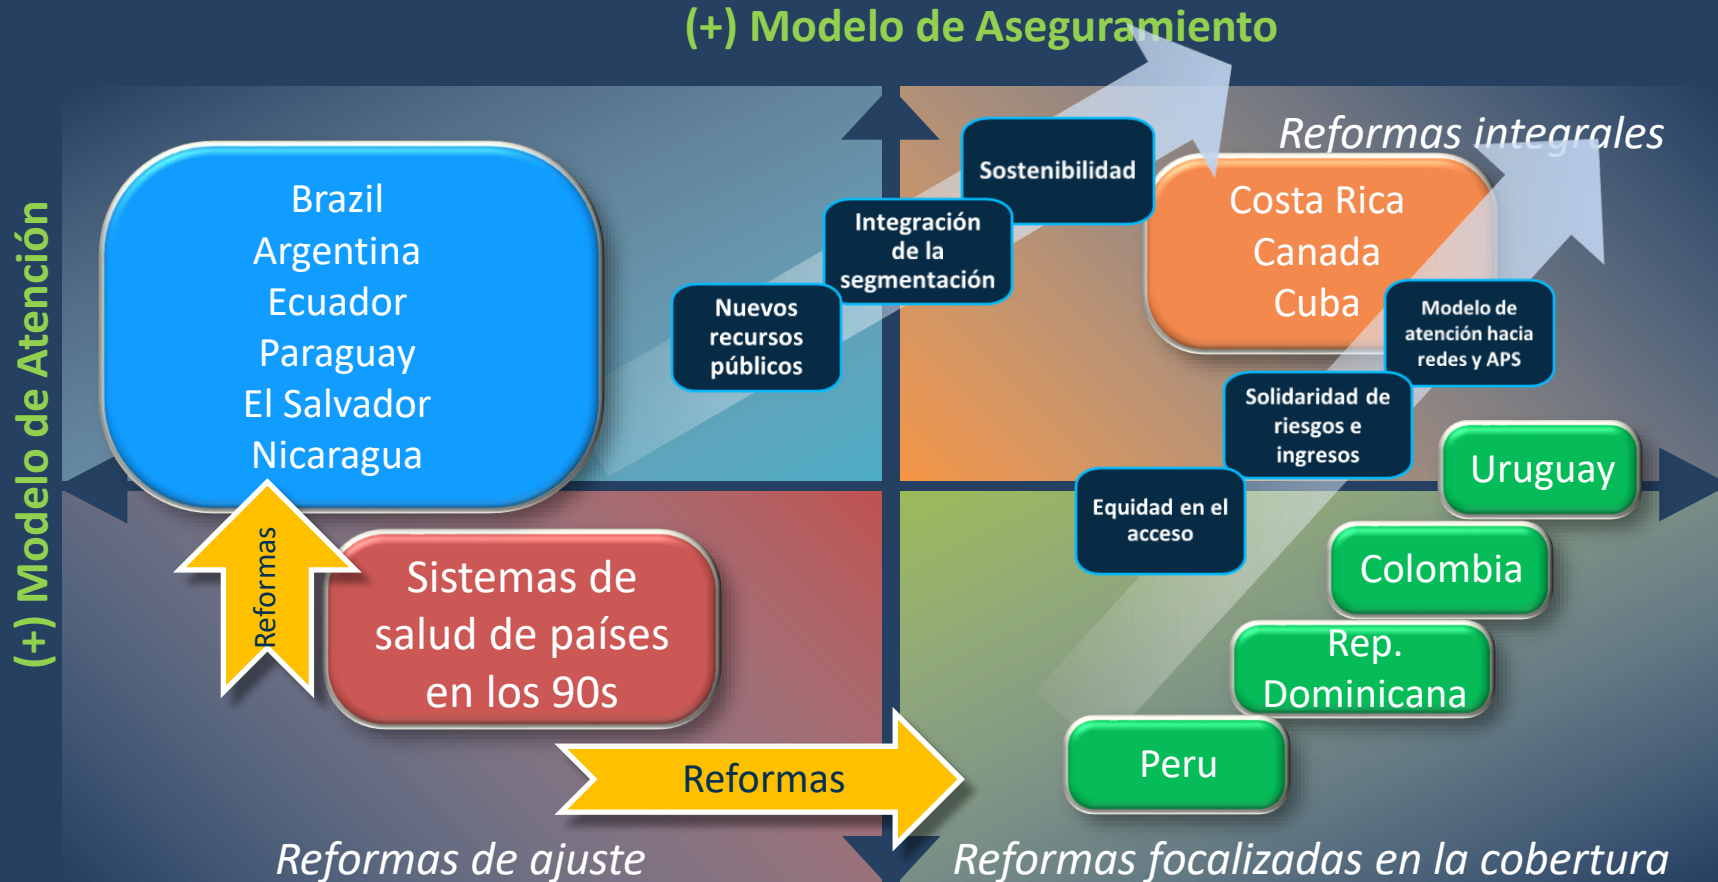 (+) Modelo de Aseguramiento
(+) Modelo de Atención
Reformas integrales
Brazil
Argentina
Ecuador
Paraguay
El Salvador
Nicaragua
Nuevos
recursos
públicos
Integración
de la
segmentación
Sostenibilidad
Costa Rica
Canada
Cuba
Equidad en el
acceso
Solidaridad de
riesgos e
ingresos
Modelo de
atención hacia
redes y APS
Uruguay
Colombia
Rep.
Dominicana
Peru
Reformas
Sistemas de
salud de países
en los 90s
Reformas
Reformas de ajuste
Reformas focalizadas en la cobertura